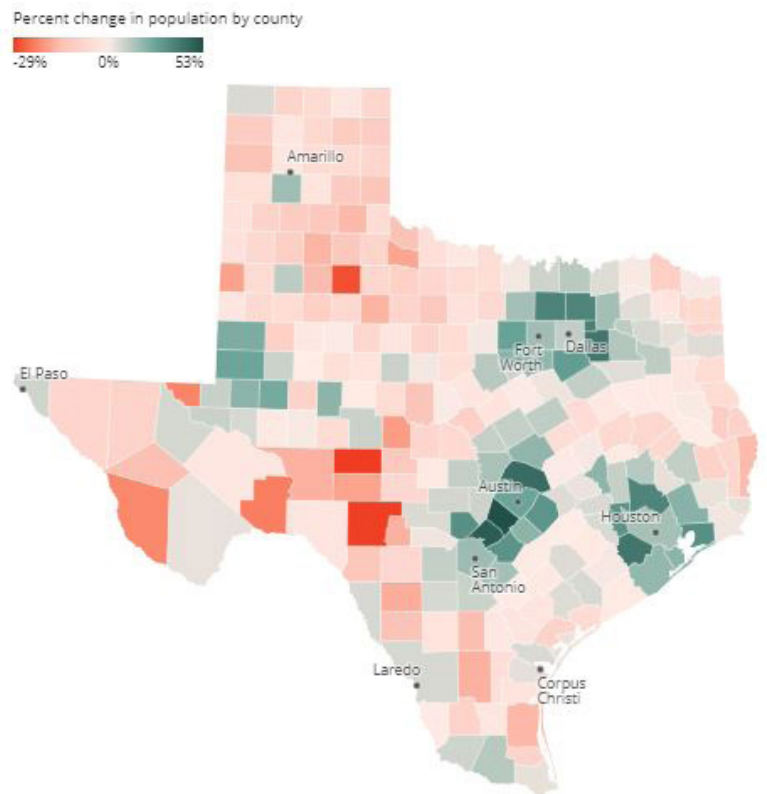 Percent change in population by county
-29% 0% 53%
Amarillo
El Paso
Fort
Worth
Dallas
Austin
Houston
San
Antonio
Laredo
Corpus
Christi